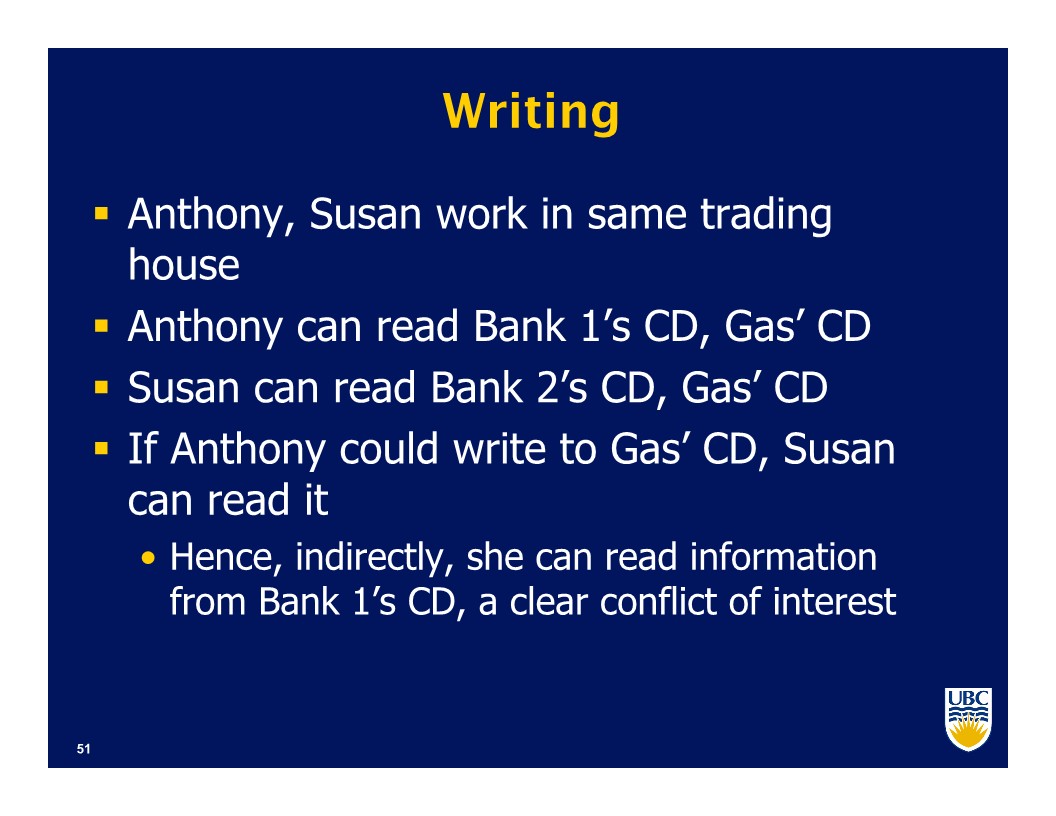 Writing
▪ Anthony, Susan work in same trading
house
▪ Anthony can read Bank 1’s CD, Gas’ CD
▪ Susan can read Bank 2’s CD, Gas’ CD
▪ If Anthony could write to Gas’ CD, Susan
can read it
• Hence, indirectly, she can read information
from Bank 1’s CD, a clear conflict of interest
UBC
51